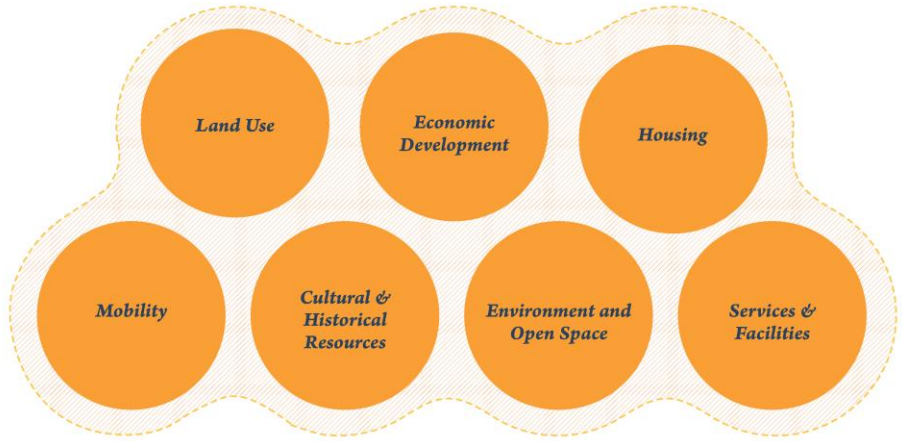 Land Use
Economic
Development
Housing
Mobility
Cultural &
Historical
Resources
Environment and
Open Space
Services &
Facilities